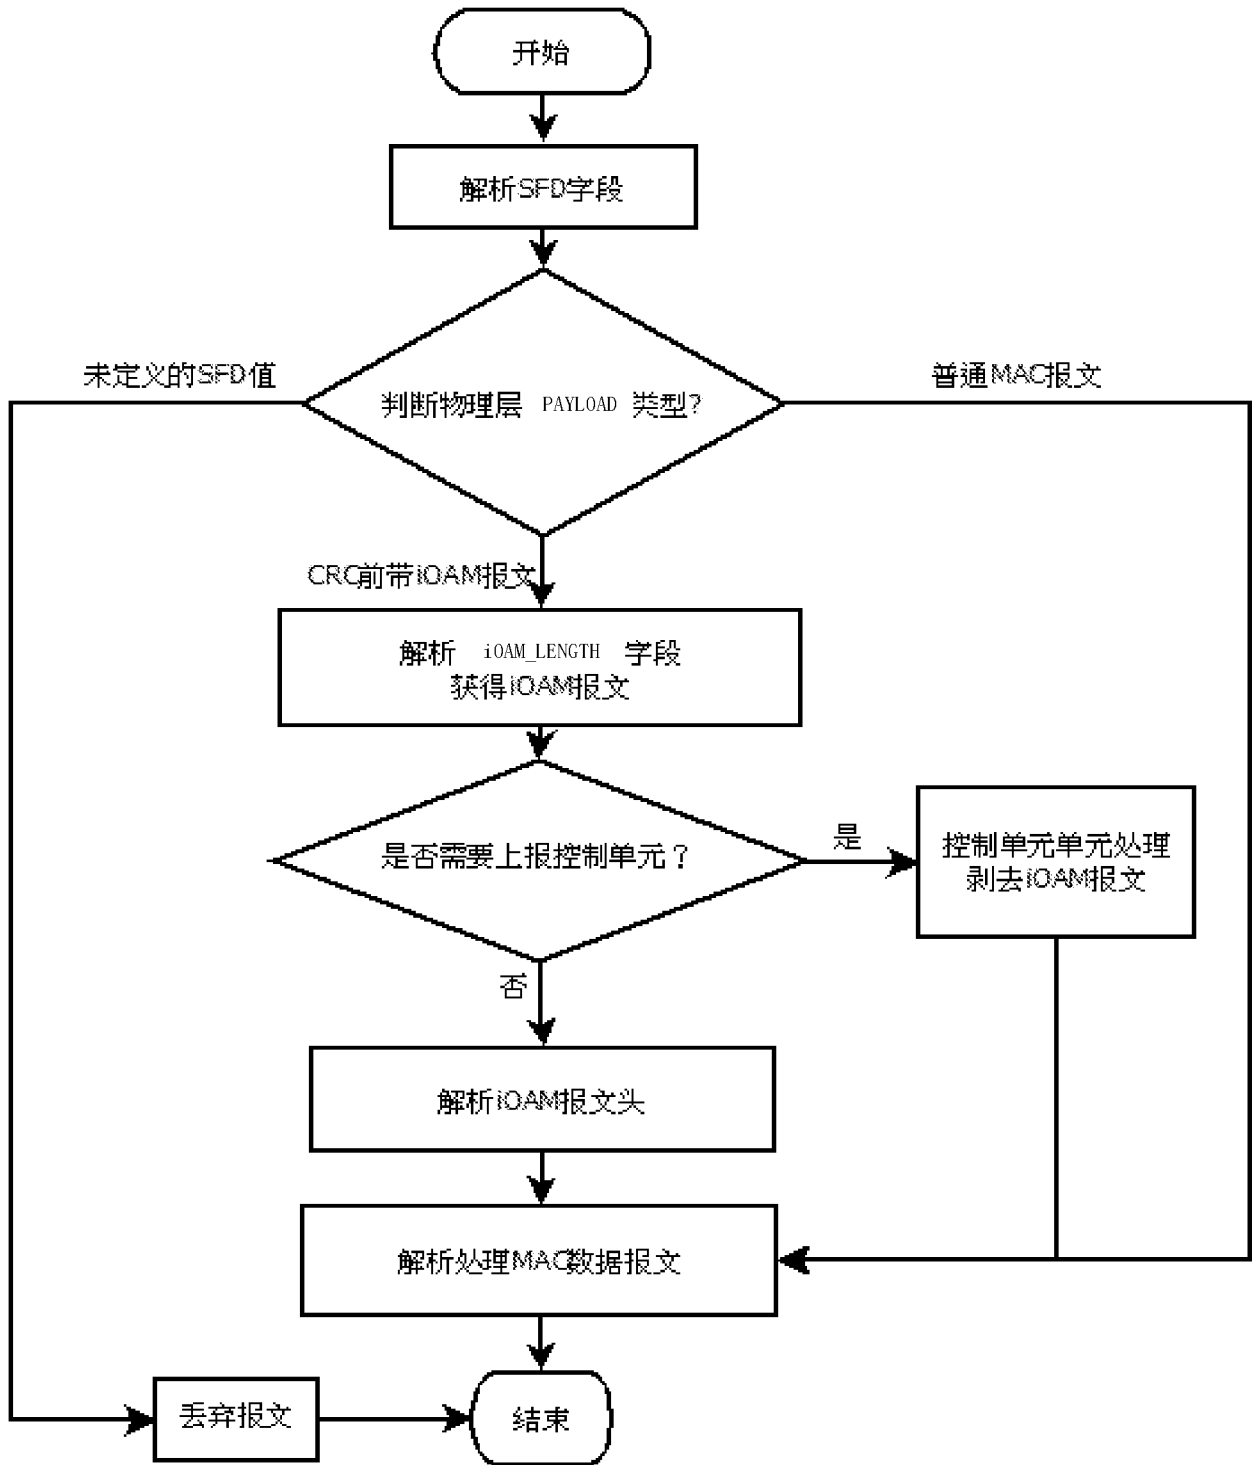 开始
解析SFD字段
未定义的SFD值
普通MAC报文
判断物理层 PAYLOAD 类型?
CRC前带iOAM报文
解析 iOAM_LENGTH 字段
获得iOAM报文
是否需要上报控制单元？
是
控制单元单元处理
剥去iOAM报文
否
解析iOAM报文头
解析处理MAC数据报文
丢弃报文
结束